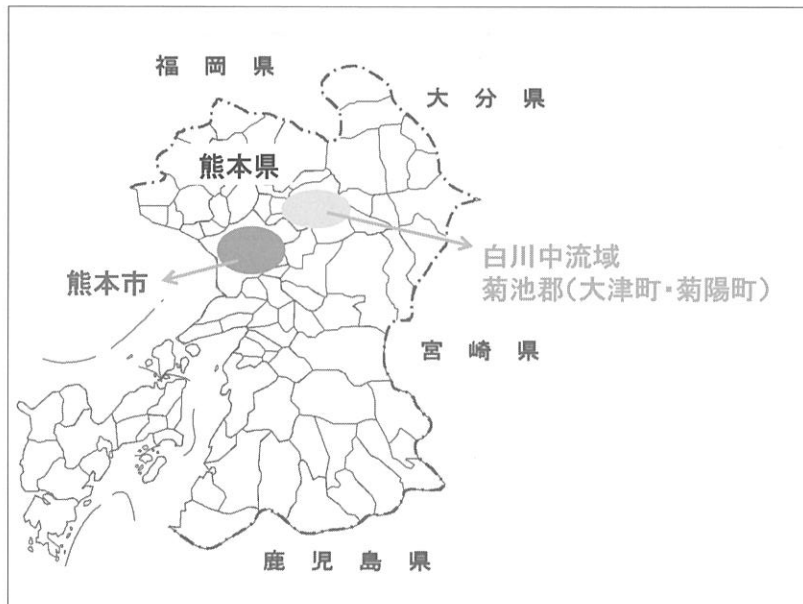 福岡県
大分県
熊本県
白川中流域
菊池郡(大津町・菊陽町)
熊本市
宮崎県
鹿児島県